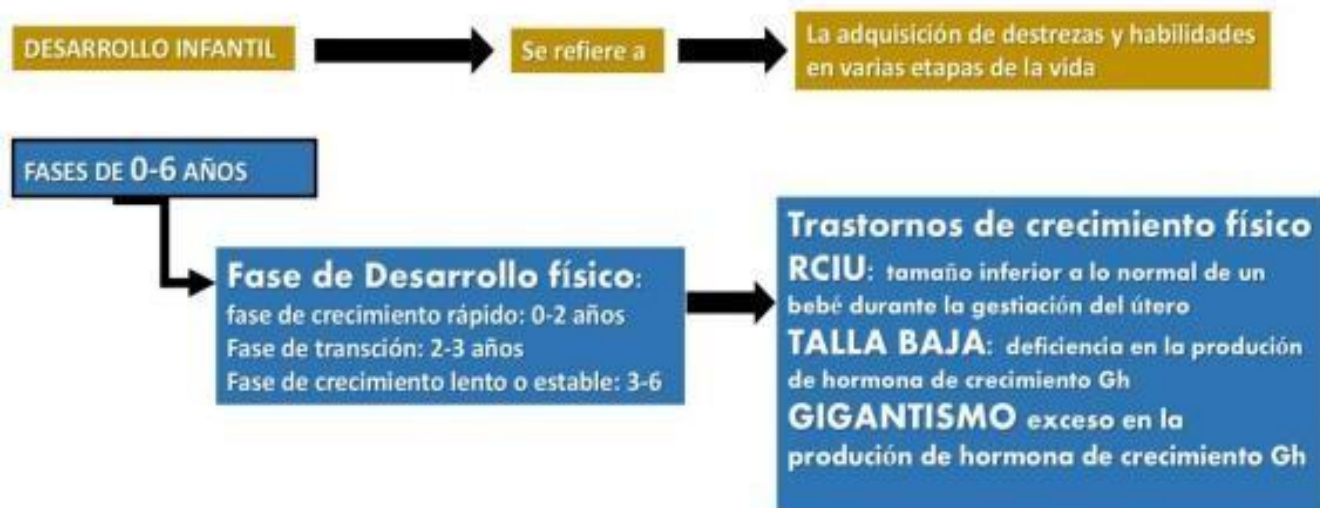 DESARROLLO INFANTIL
Se refiere a
La adquisición de destrezas y habilidades
en varias etapas de la vida
FASES DE 0-6 AÑOS
Fase de Desarrollo físico:
fase de crecimiento rápido: 0-2 años
Fase de transción: 2-3 años
Fase de crecimiento lento o estable: 3-6
Trastornos de crecimiento físico
RCIU: tamaño inferior a lo normal de un
bebé durante la gestiación del útero
TALLA BAJA: deficiencia en la produción
de hormona de crecimiento Gh
GIGANTISMO exceso en la
produción de hormona de crecimiento Gh